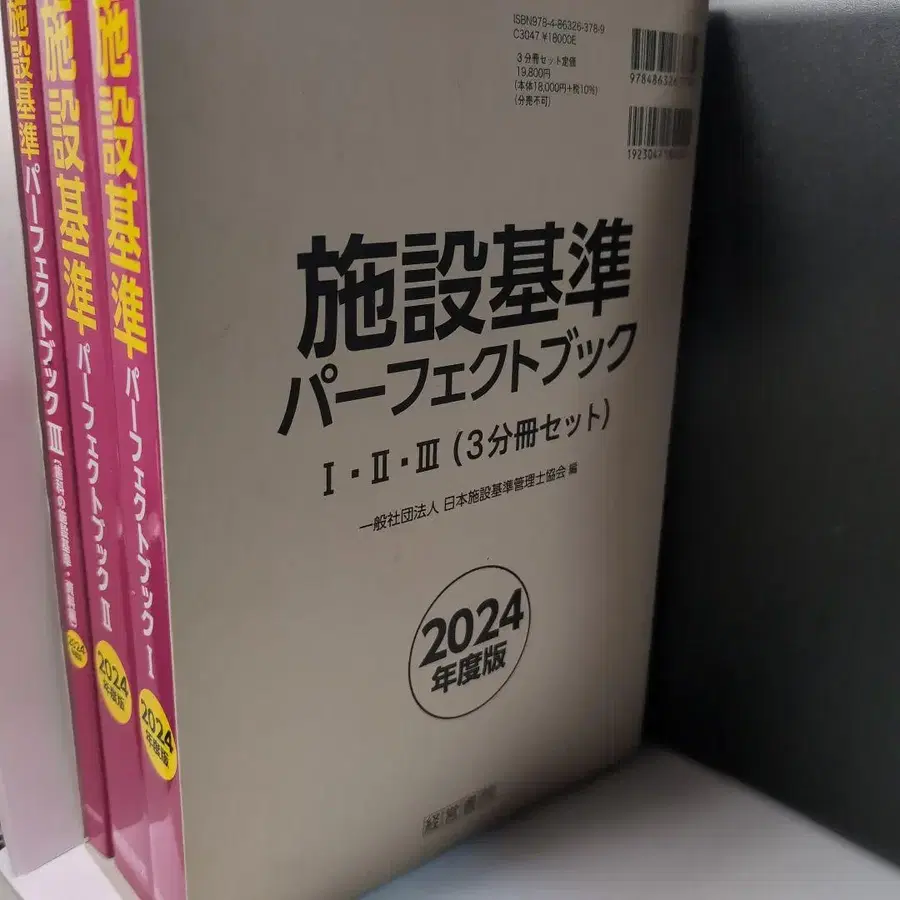 施設基準 パーフェクトブック III
2024
施設基準 パーフェクトブック II
2024
年度版
施設基準 パーフェクトブック I
2024
年度版
ISBN978-4-86326-378-9
C3047 ¥18000E
3分冊セット定価
19,800円
(本体18,000円+税10%)
(分売不可)
施設基準
パーフェクトブック
I・II・III (3分冊セット)
一般社団法人 日本施設基準管理士協会 編
2024
年度版